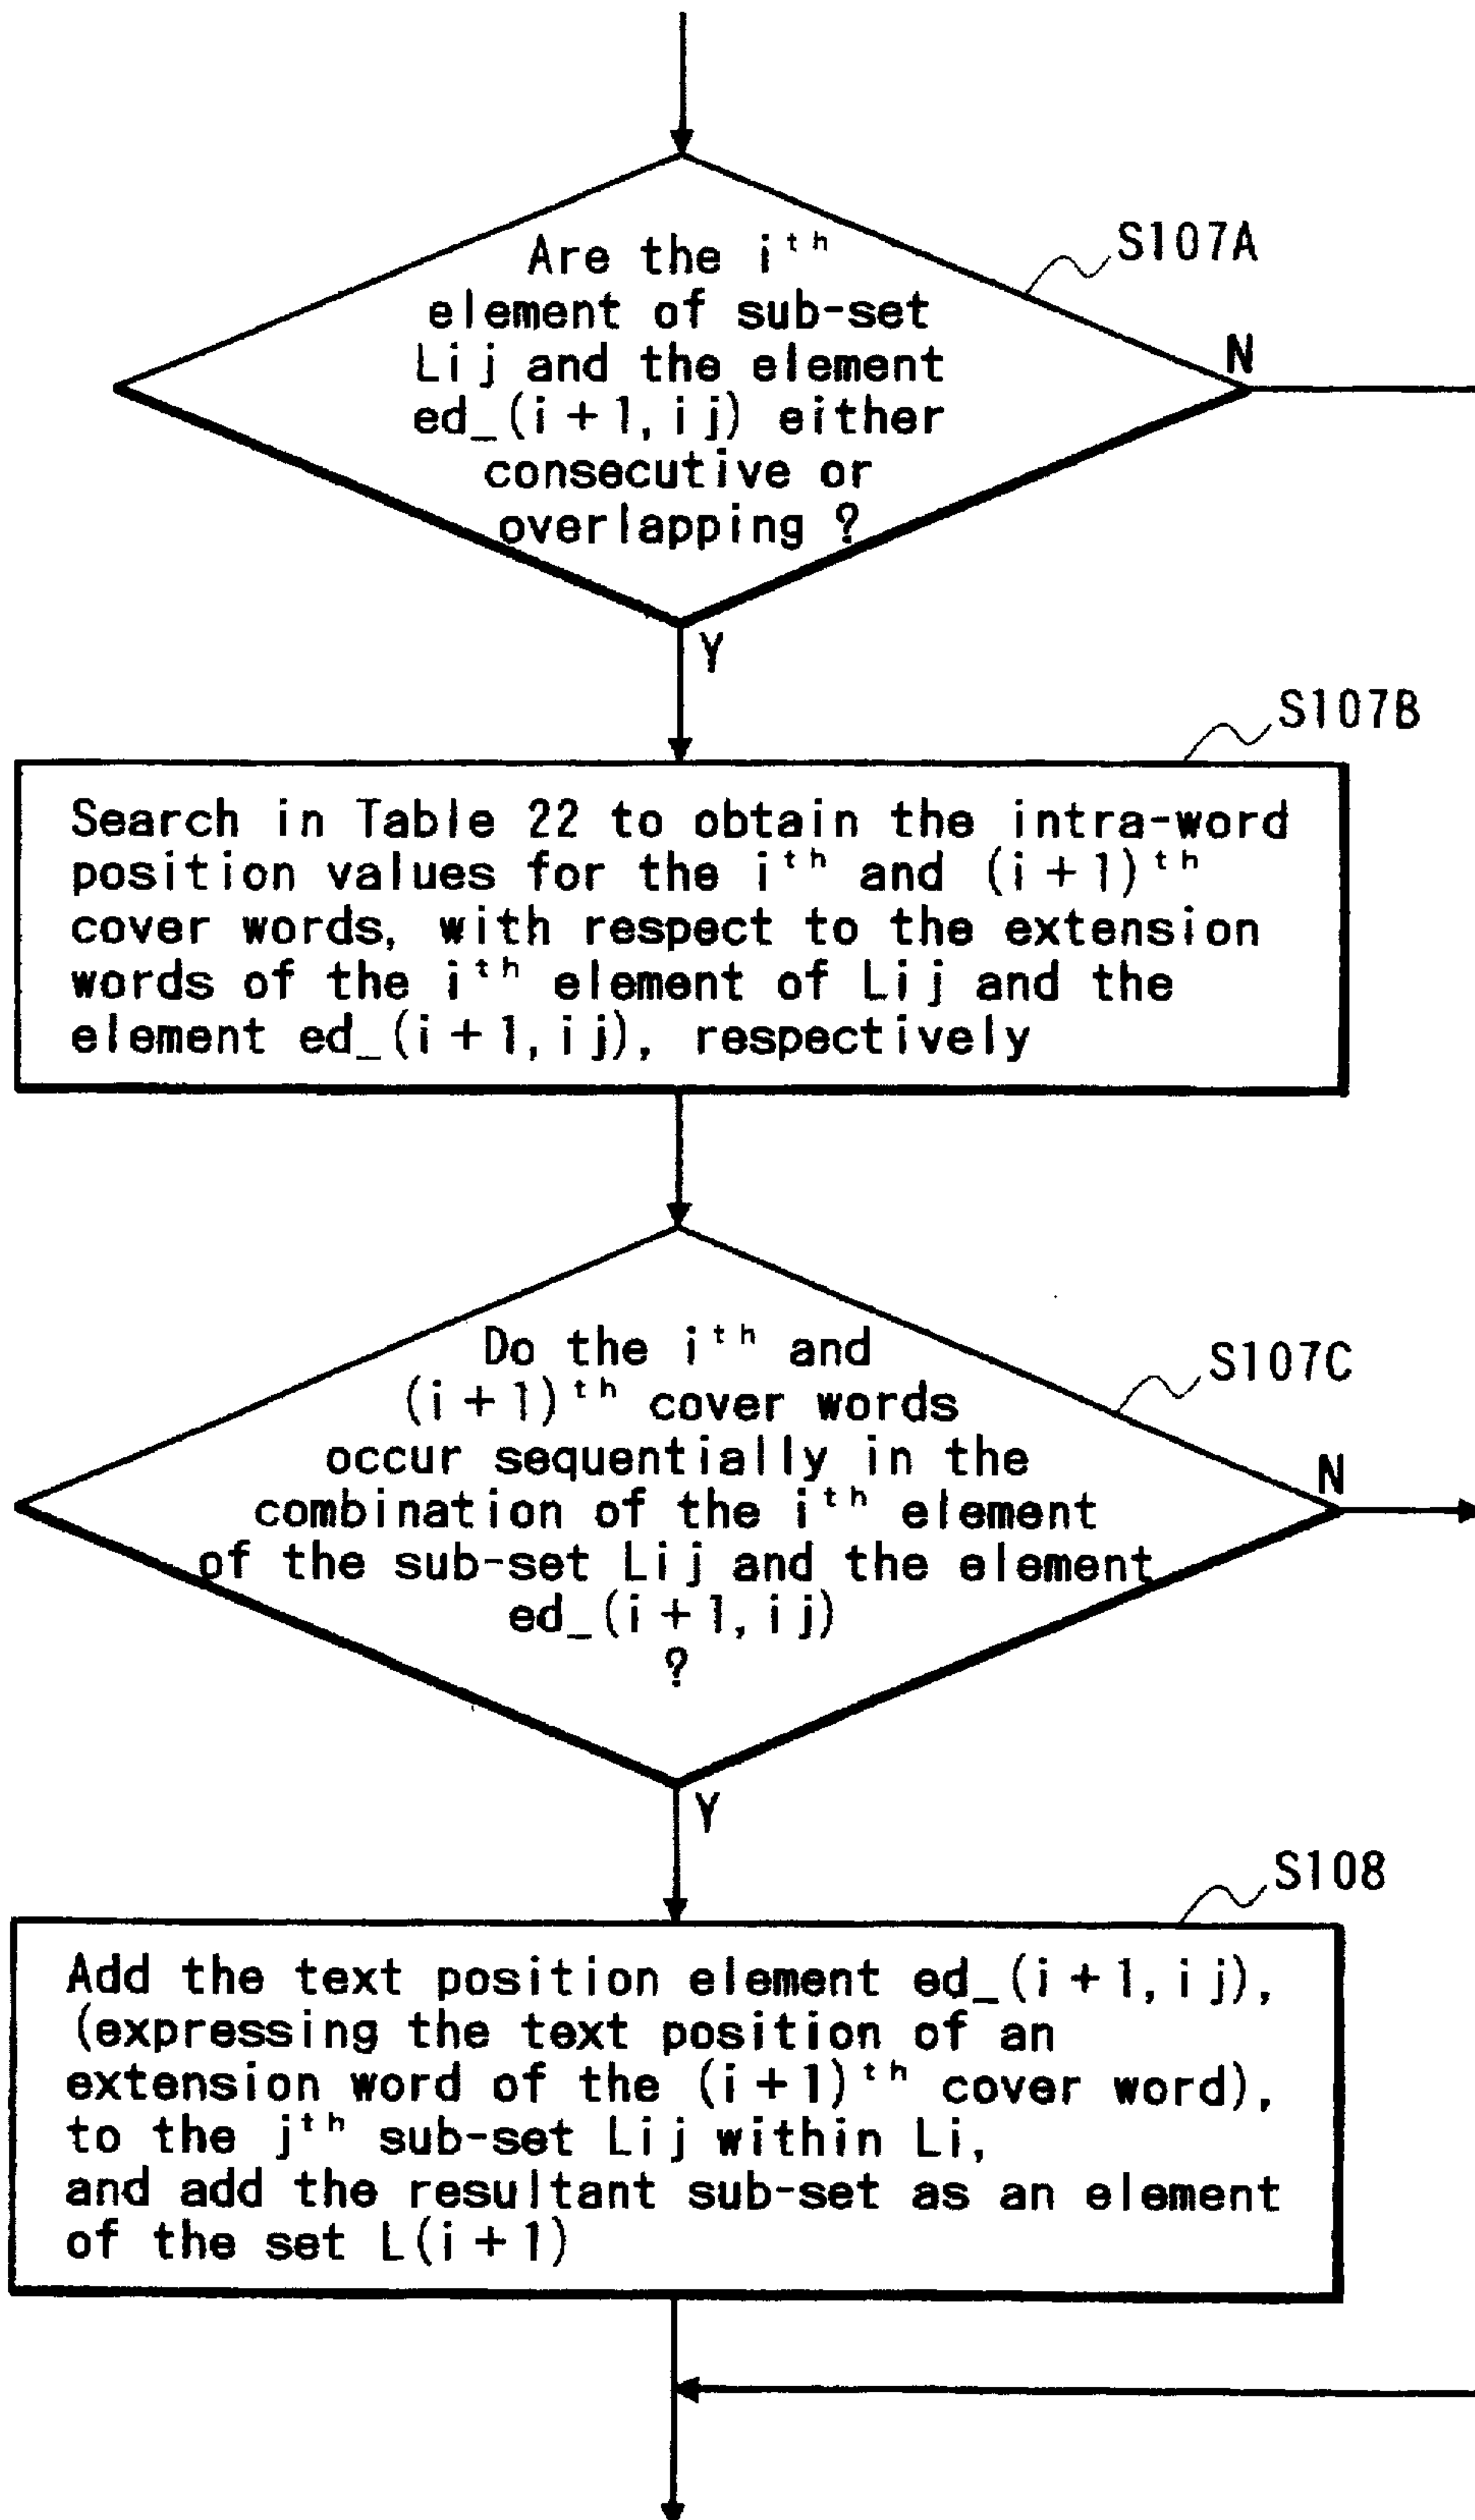 Are the i^th
S107A
element of sub-set
Lij and the element
N
ed_(i+1, ij) either
consecutive or
overlapping ?
Y
S107B
Search in Table 22 to obtain the intra-word
position values for the i^th and (i+1)^th
cover words, with respect to the extension
words of the i^th element of Lij and the
element ed_(i+1, ij), respectively
Do the i^th and
S107C
(i+1)^th cover words
occur sequentially in the
N
combination of the i^th element
of the sub-set Lij and the element
ed_(i+1, ij)
?
Y
S108
Add the text position element ed_(i+1, ij),
(expressing the text position of an
extension word of the (i+1)^th cover word),
to the j^th sub-set Lij within Li,
and add the resultant sub-set as an element
of the set L(i+1)